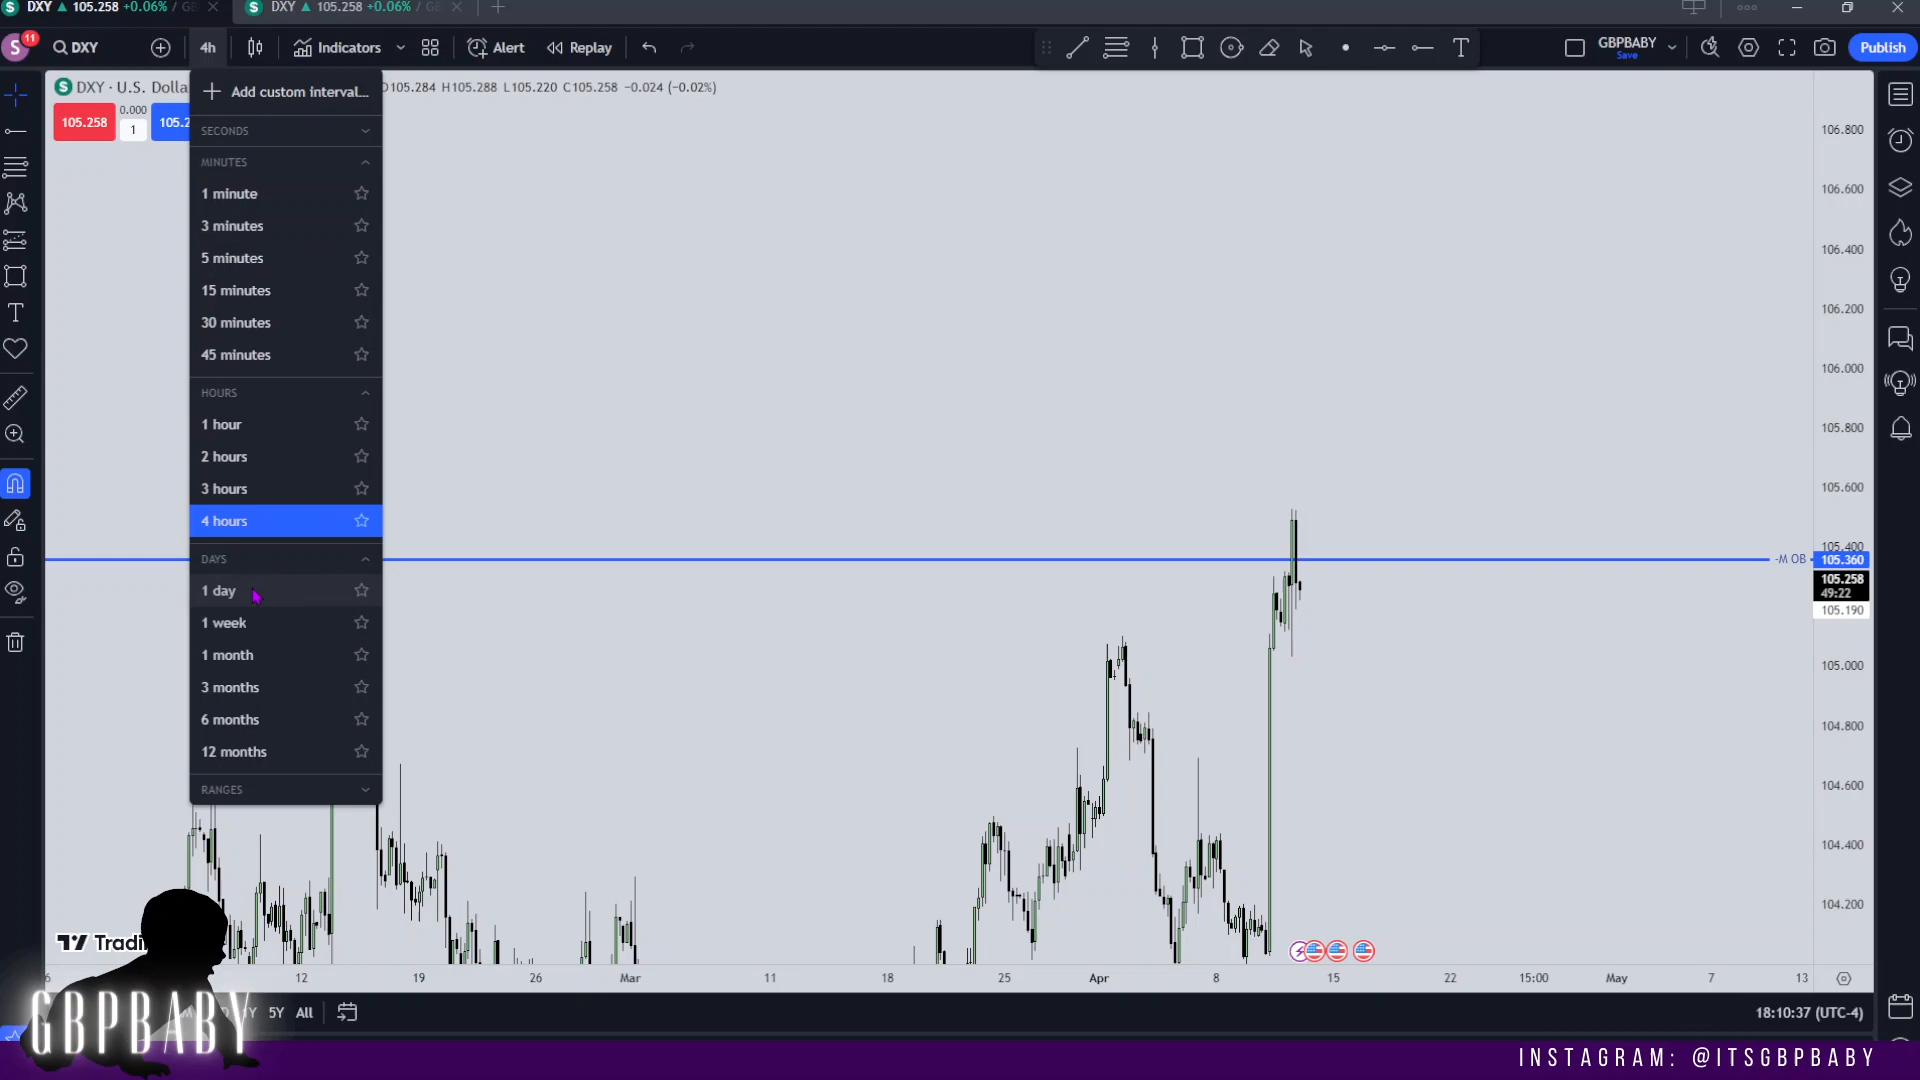 DXY ▲ 105.258 +0.06% / GB
DXY ▲ 105.258 +0.06% / GB
S 11
DXY
4h
Indicators
Alert
Replay
GBPBABY
Save
Publish
DXY · U.S. Dolla
O105.284 H105.288 L105.220 C105.258 −0.024 (−0.02%)
105.258
0.000
1
105.2
Add custom interval...
SECONDS
MINUTES
1 minute
3 minutes
5 minutes
15 minutes
30 minutes
45 minutes
HOURS
1 hour
2 hours
3 hours
4 hours
DAYS
1 day
1 week
1 month
3 months
6 months
12 months
RANGES
106.800
106.600
106.400
106.200
106.000
105.800
105.600
105.400
-M OB
105.360
105.258
49:22
105.190
105.000
104.800
104.600
104.400
104.200
Tradi
6
12
19
26
Mar
11
18
25
Apr
8
15
22
15:00
May
7
13
5Y
All
18:10:37 (UTC-4)
GBPBABY
INSTAGRAM: @ITSGBPBABY